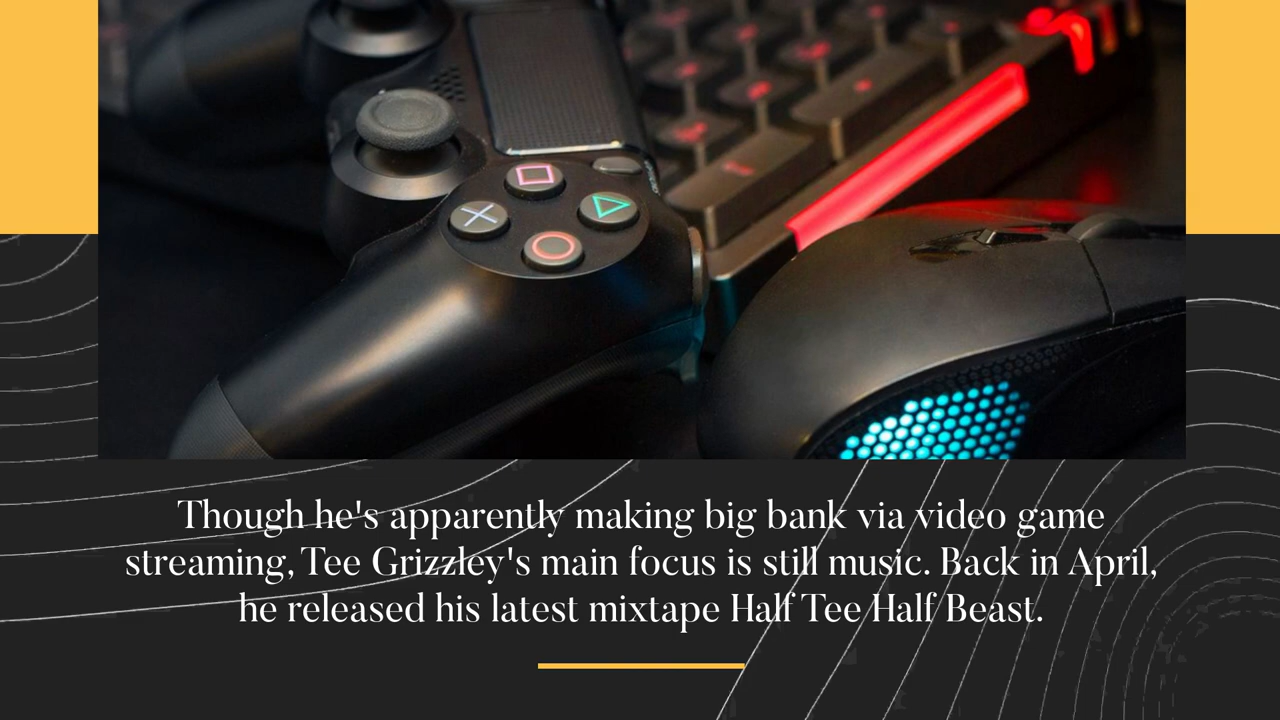 Though he's apparently making big bank via video game
streaming, Tee Grizzley's main focus is still music. Back in April,
he released his latest mixtape Half Tee Half Beast.